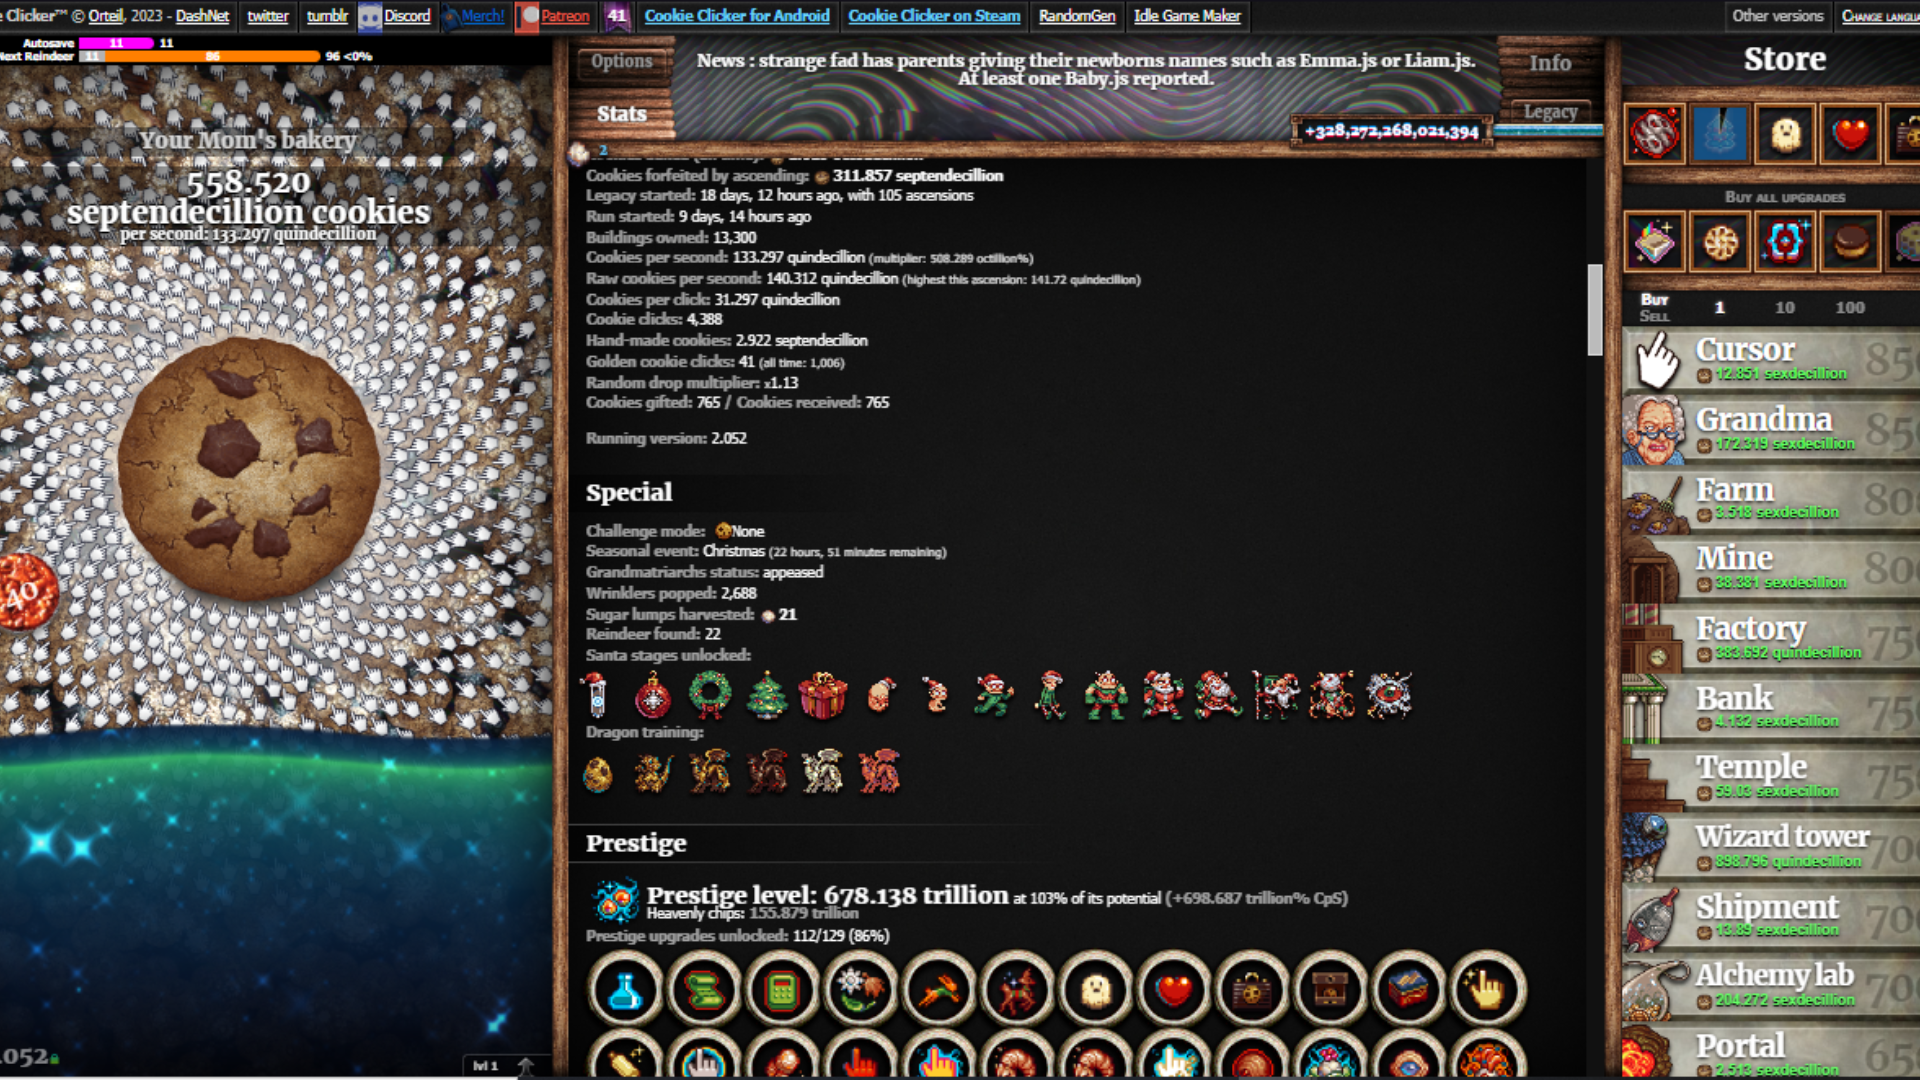 e Clicker™ © Orteil, 2023 - DashNet
twitter
tumblr
Discord
Merch!
Patreon
41
Cookie Clicker for Android
Cookie Clicker on Steam
RandomGen
Idle Game Maker
Other versions
CHANGE LANGUA
Autosave 11 11
Next Reindeer 11 86 96 <0%
Your Mom's bakery
558.520
septendecillion cookies
per second: 133.297 quindecillion
40
.052
lvl 1
Options
Stats
News : strange fad has parents giving their newborns names such as Emma.js or Liam.js.
At least one Baby.js reported.
Info
Legacy
+328,272,268,021,394
2
Cookies forfeited by ascending: 311.857 septendecillion
Legacy started: 18 days, 12 hours ago, with 105 ascensions
Run started: 9 days, 14 hours ago
Buildings owned: 13,300
Cookies per second: 133.297 quindecillion (multiplier: 508.289 octillion%)
Raw cookies per second: 140.312 quindecillion (highest this ascension: 141.72 quindecillion)
Cookies per click: 31.297 quindecillion
Cookie clicks: 4,388
Hand-made cookies: 2.922 septendecillion
Golden cookie clicks: 41 (all time: 1,006)
Random drop multiplier: x1.13
Cookies gifted: 765 / Cookies received: 765
Running version: 2.052
Special
Challenge mode: None
Seasonal event: Christmas (22 hours, 51 minutes remaining)
Grandmatriarchs status: appeased
Wrinklers popped: 2,688
Sugar lumps harvested: 21
Reindeer found: 22
Santa stages unlocked:
Dragon training:
Prestige
Prestige level: 678.138 trillion at 103% of its potential (+698.687 trillion% CpS)
Heavenly chips: 155.879 trillion
Prestige upgrades unlocked: 112/129 (86%)
Store
BUY ALL UPGRADES
BUY
SELL
1
10
100
Cursor
12.851 sexdecillion
850
Grandma
172.319 sexdecillion
850
Farm
3.518 sexdecillion
80
Mine
38.381 sexdecillion
800
Factory
383.692 quindecillion
750
Bank
4.132 sexdecillion
750
Temple
59.03 sexdecillion
750
Wizard tower
898.796 quindecillion
700
Shipment
13.89 sexdecillion
700
Alchemy lab
204.272 sexdecillion
700
Portal
2.513 sexdecillion
650